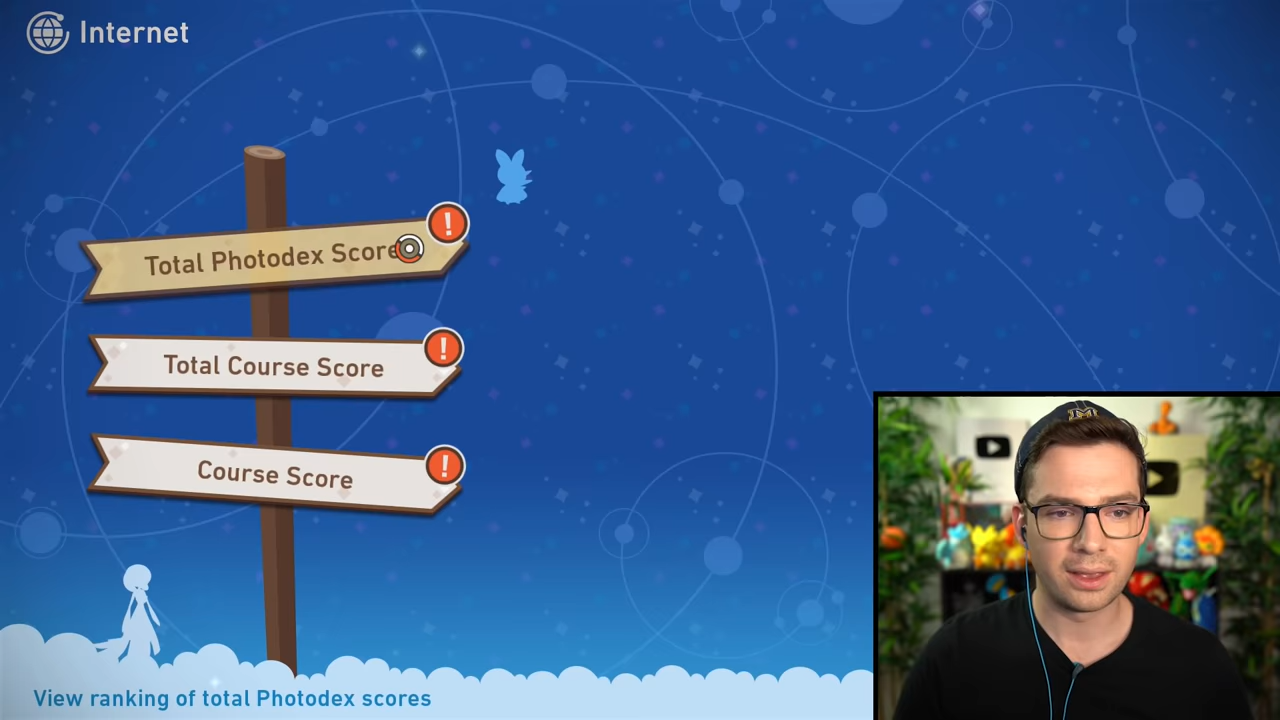 Internet
Total Photodex Score
!
Total Course Score
!
Course Score
!
View ranking of total Photodex scores